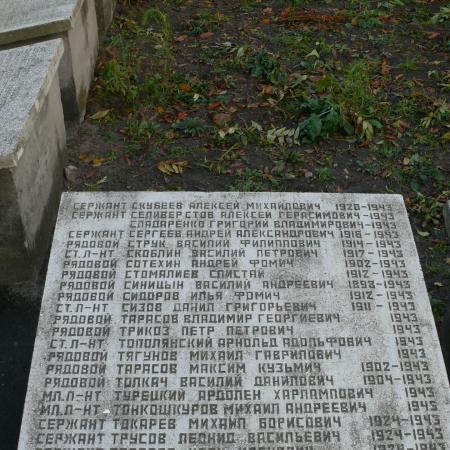 СЕРЖАНТ СКУБЕЕВ АЛЕКСЕЙ МИХАЙЛОВИЧ 1920-1943
СЕРЖАНТ СЕЛИВЕРСТОВ АЛЕКСЕЙ ГЕРАСИМОВИЧ -1943
СЛЮДАРЕНКО ГРИГОРИЙ ВЛАДИМИРОВИЧ-1943
СЕРЖАНТ СЕРГЕЕВ АНДРЕЙ АЛЕКСАНДРОВИЧ 1916-1943
РЯДОВОЙ СТРУК ВАСИЛИЙ ФИЛИППОВИЧ 1914-1943
СТ.Л-НТ СКОБЛИН ВАСИЛИЙ ПЕТРОВИЧ 1917-1943
РЯДОВОЙ СОТЕХИН АНДРЕЙ ФОМИЧ 1902-1943
РЯДОВОЙ СТОМАЛИЕВ СПИСТАЙ 1943
РЯДОВОЙ СИНИЦЫН ВАСИЛИЙ АНДРЕЕВИЧ 1898-1943
РЯДОВОЙ СИДОРОВ ИЛЬЯ ФОМИЧ 1912-1943
СТ.Л-НТ СИЗОВ ДАНИЛ ГРИГОРЬЕВИЧ 1911-1943
РЯДОВОЙ ТАРАСОВ ВЛАДИМИР ГЕОРГИЕВИЧ 1943
РЯДОВОЙ ТРИКОЗ ПЕТР ПЕТРОВИЧ 1943
СТ.Л-НТ ТОПОЛЯНСКИЙ АРНОЛЬД АДОЛЬФОВИЧ 1943
РЯДОВОЙ ТЯГУНОВ МИХАИЛ ГАВРИЛОВИЧ 1943
РЯДОВОЙ ТАРАСОВ МАКСИМ КУЗЬМИЧ 1902-1943
РЯДОВОЙ ТОЛКАЧ ВАСИЛИЙ ДАНИЛОВИЧ 1904-1943
МЛ.Л-НТ ТУРЕЦКИЙ АРДОЛЕН ХАРЛАМПОВИЧ 1943
МЛ.Л-НТ ТОНКОШКУРОВ МИХАИЛ АНДРЕЕВИЧ 1943
СЕРЖАНТ ТОКАРЕВ МИХАИЛ БОРИСОВИЧ 1924-1943
СЕРЖАНТ ТРУСОВ ЛЕОНИД ВАСИЛЬЕВИЧ 1924-1943